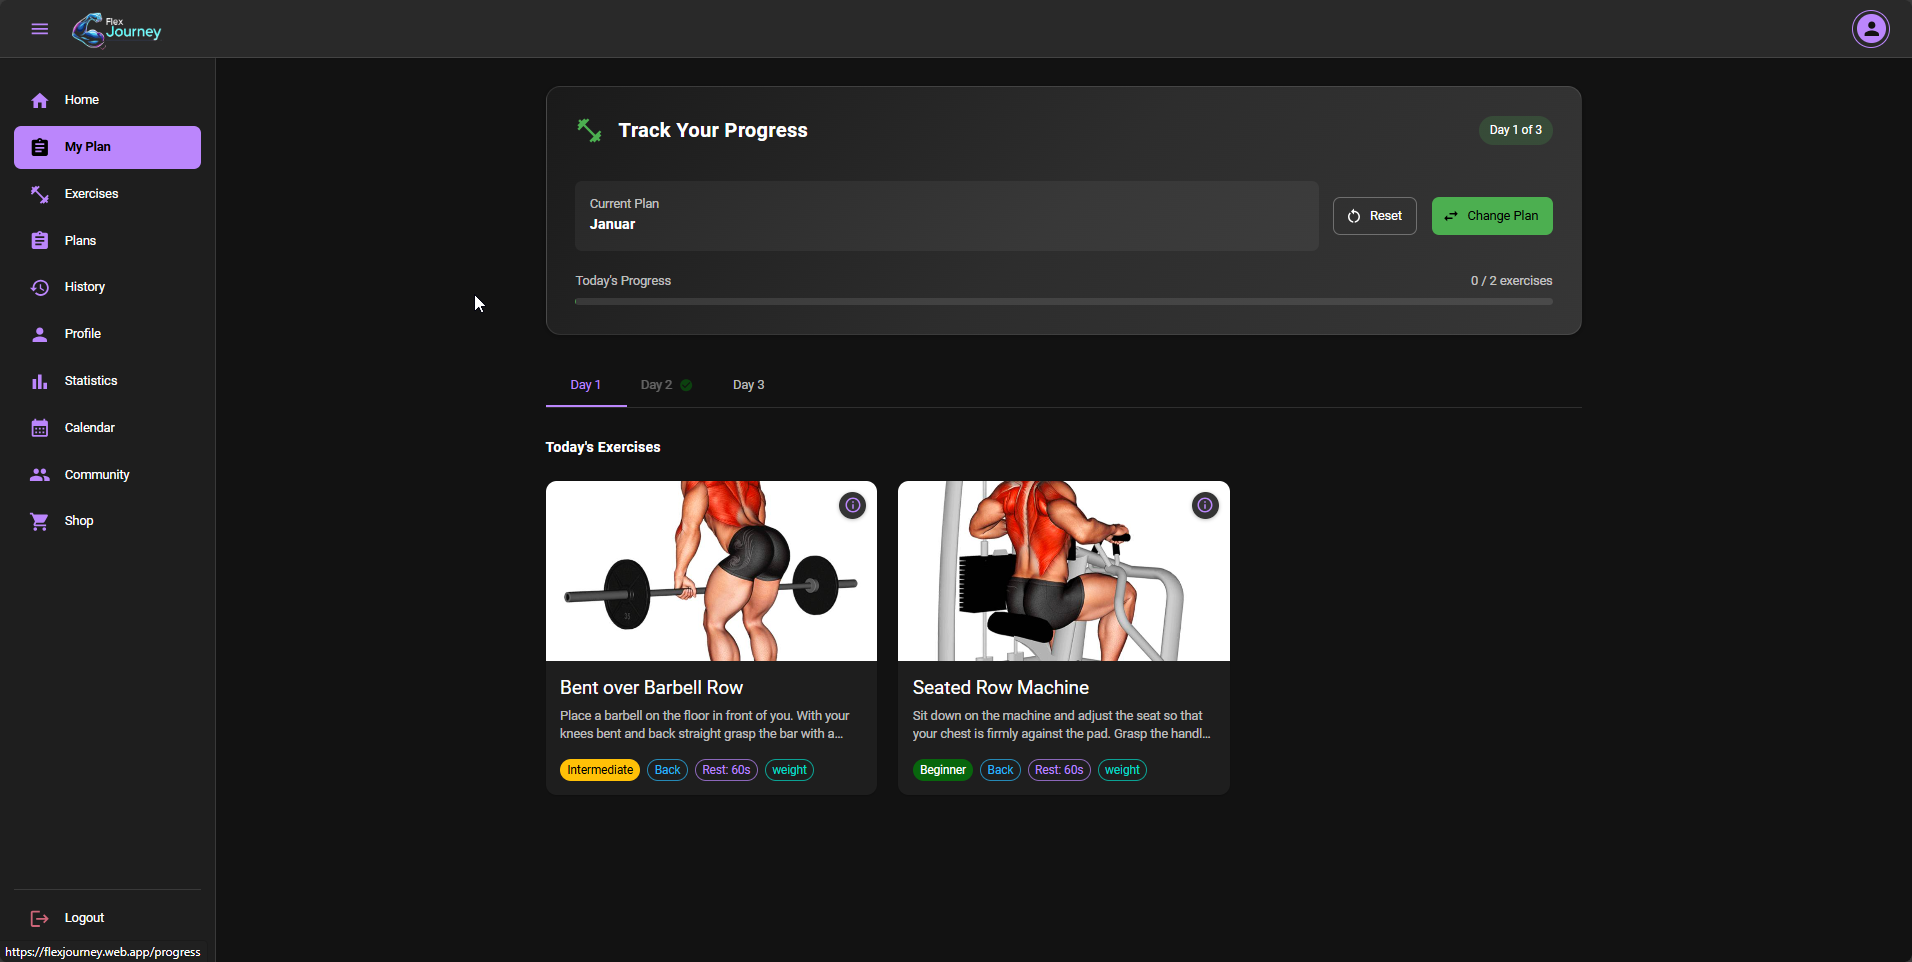 Flex
Journey
Home
My Plan
Exercises
Plans
History
Profile
Statistics
Calendar
Community
Shop
Logout
https://flexjourney.web.app/progress
Track Your Progress
Day 1 of 3
Current Plan
Januar
Reset
Change Plan
Today's Progress
0 / 2 exercises
Day 1
Day 2
Day 3
Today's Exercises
Bent over Barbell Row
Place a barbell on the floor in front of you. With your
knees bent and back straight grasp the bar with a...
Intermediate
Back
Rest: 60s
weight
Seated Row Machine
Sit down on the machine and adjust the seat so that
your chest is firmly against the pad. Grasp the handl...
Beginner
Back
Rest: 60s
weight